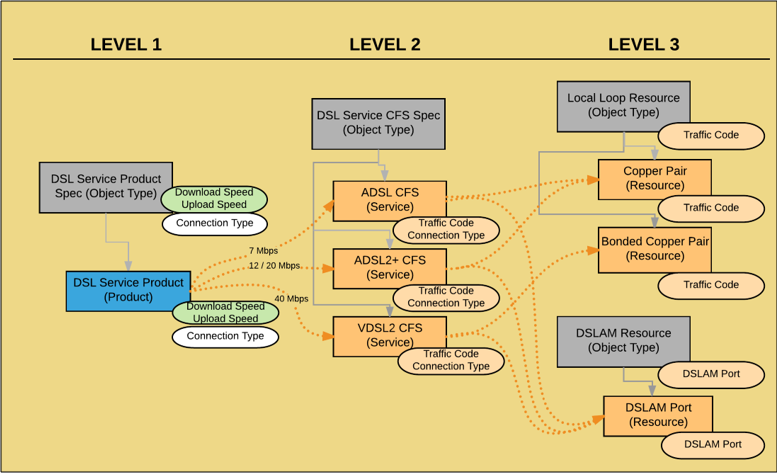 LEVEL 1
LEVEL 2
LEVEL 3
DSL Service Product
Spec (Object Type)
Download Speed
Upload Speed
Connection Type
DSL Service Product
(Product)
Download Speed
Upload Speed
Connection Type
7 Mbps
12 / 20 Mbps
40 Mbps
DSL Service CFS Spec
(Object Type)
ADSL CFS
(Service)
Traffic Code
Connection Type
ADSL2+ CFS
(Service)
Traffic Code
Connection Type
VDSL2 CFS
(Service)
Traffic Code
Connection Type
Local Loop Resource
(Object Type)
Traffic Code
Copper Pair
(Resource)
Traffic Code
Bonded Copper Pair
(Resource)
Traffic Code
DSLAM Resource
(Object Type)
DSLAM Port
DSLAM Port
(Resource)
DSLAM Port